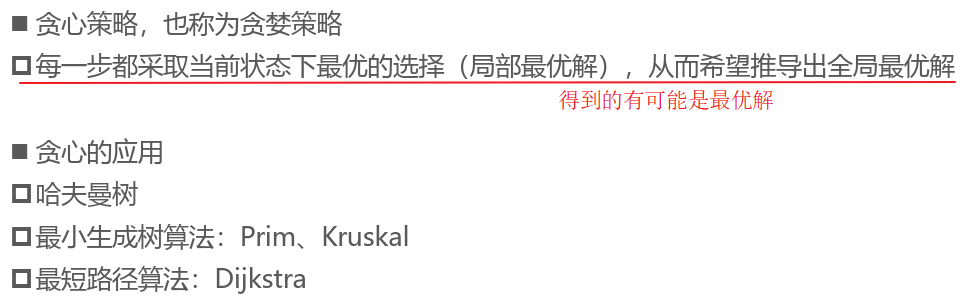 贪心策略，也称为贪婪策略
每一步都采取当前状态下最优的选择（局部最优解），从而希望推导出全局最优解
得到的有可能是最优解
贪心的应用
哈夫曼树
最小生成树算法：Prim、Kruskal
最短路径算法：Dijkstra